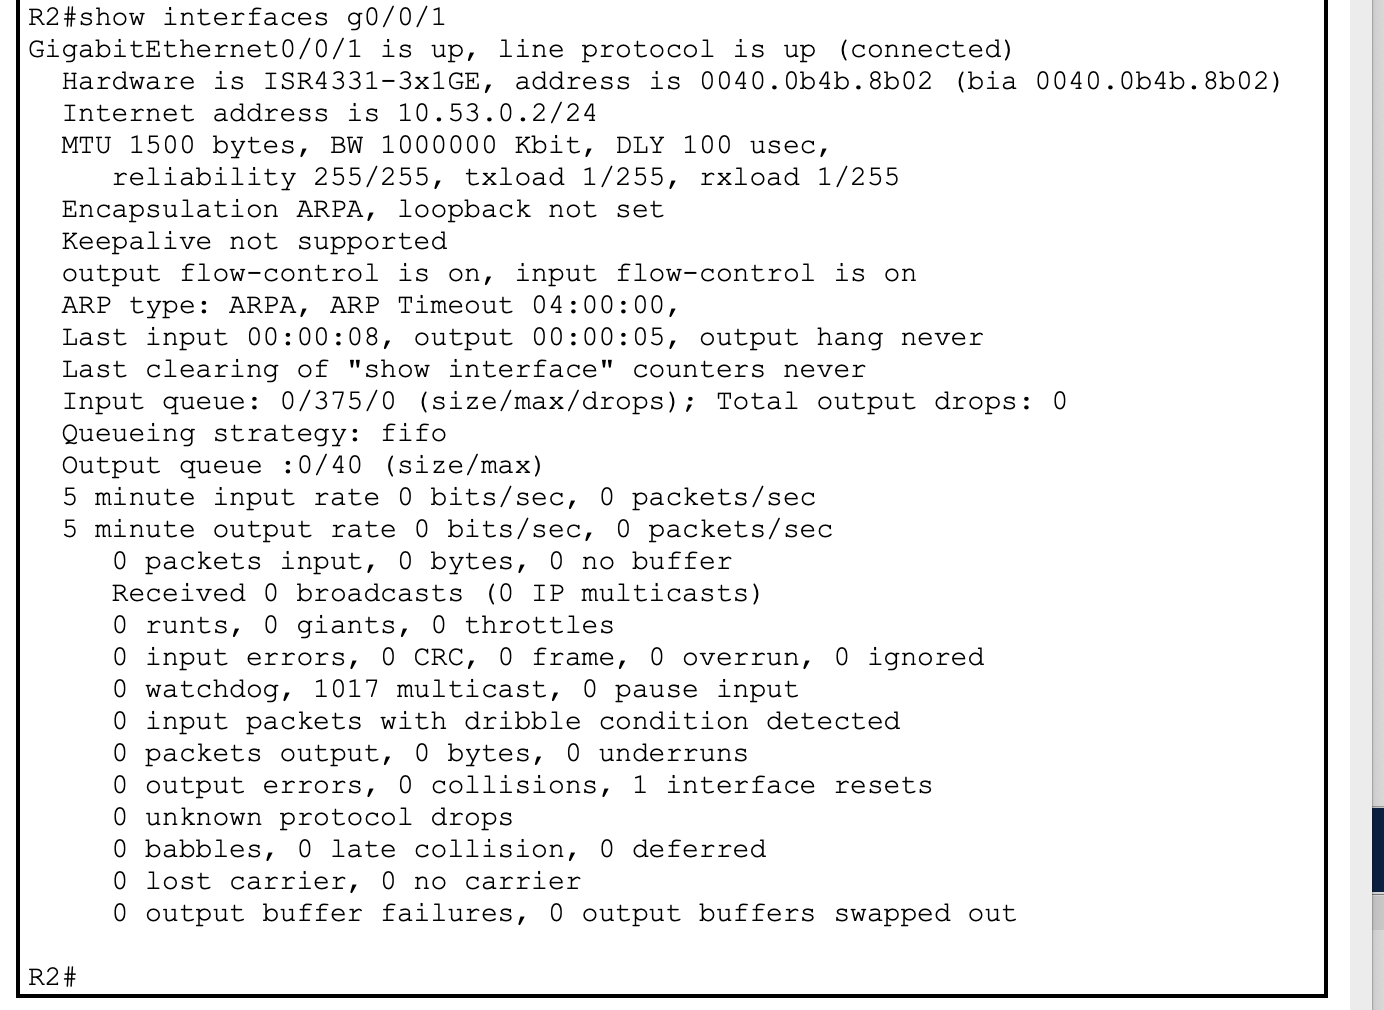 R2#show interfaces g0/0/1
GigabitEthernet0/0/1 is up, line protocol is up (connected)
  Hardware is ISR4331-3x1GE, address is 0040.0b4b.8b02 (bia 0040.0b4b.8b02)
  Internet address is 10.53.0.2/24
  MTU 1500 bytes, BW 1000000 Kbit, DLY 100 usec,
     reliability 255/255, txload 1/255, rxload 1/255
  Encapsulation ARPA, loopback not set
  Keepalive not supported
  output flow-control is on, input flow-control is on
  ARP type: ARPA, ARP Timeout 04:00:00,
  Last input 00:00:08, output 00:00:05, output hang never
  Last clearing of "show interface" counters never
  Input queue: 0/375/0 (size/max/drops); Total output drops: 0
  Queueing strategy: fifo
  Output queue :0/40 (size/max)
  5 minute input rate 0 bits/sec, 0 packets/sec
  5 minute output rate 0 bits/sec, 0 packets/sec
     0 packets input, 0 bytes, 0 no buffer
     Received 0 broadcasts (0 IP multicasts)
     0 runts, 0 giants, 0 throttles
     0 input errors, 0 CRC, 0 frame, 0 overrun, 0 ignored
     0 watchdog, 1017 multicast, 0 pause input
     0 input packets with dribble condition detected
     0 packets output, 0 bytes, 0 underruns
     0 output errors, 0 collisions, 1 interface resets
     0 unknown protocol drops
     0 babbles, 0 late collision, 0 deferred
     0 lost carrier, 0 no carrier
     0 output buffer failures, 0 output buffers swapped out

R2#